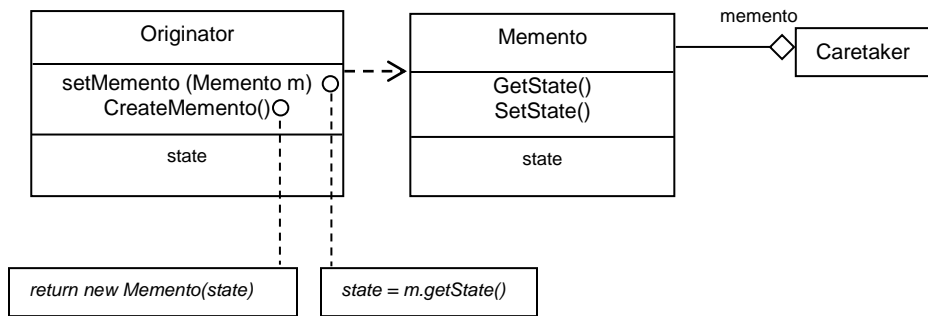 Originator
setMemento (Memento m)
CreateMemento()
state
Memento
GetState()
SetState()
state
memento
Caretaker
return new Memento(state)
state = m.getState()